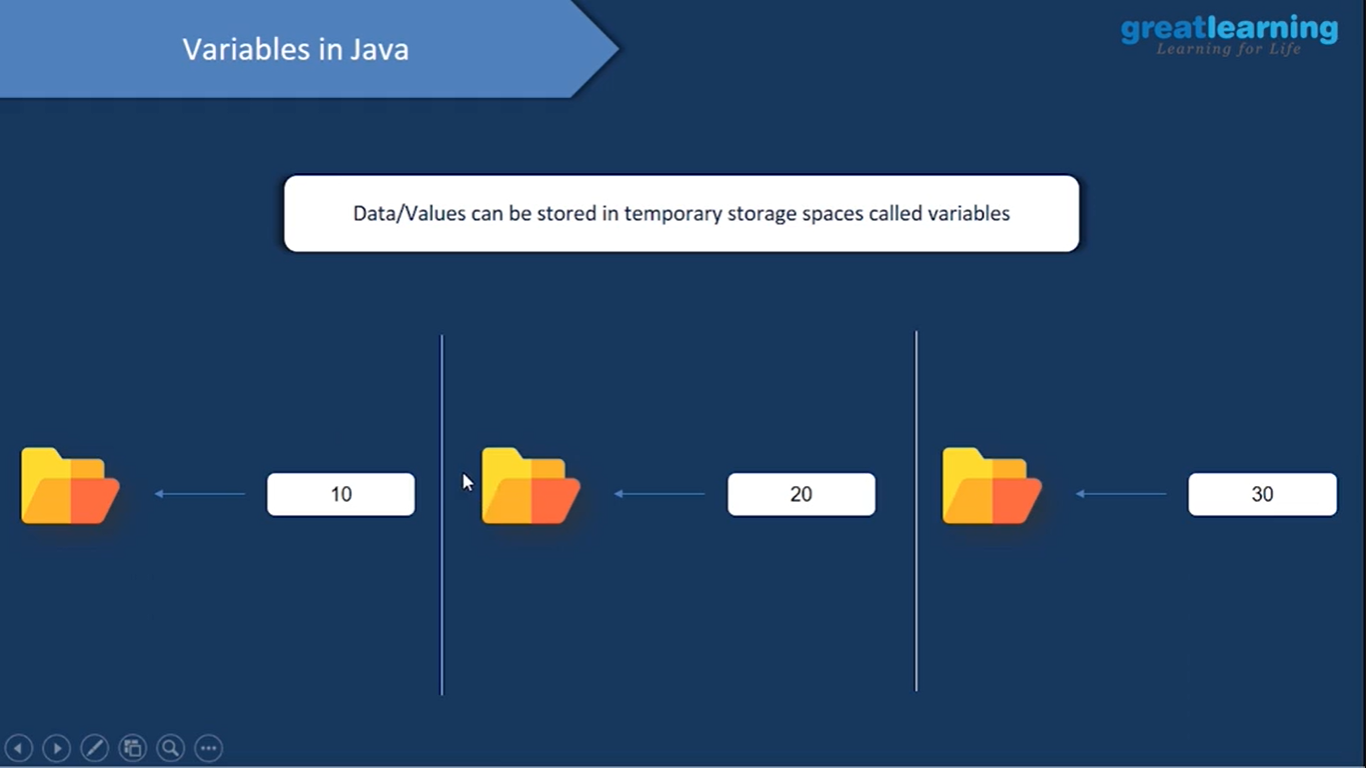 Variables in Java
greatlearning
Learning for Life
Data/Values can be stored in temporary storage spaces called variables
10
20
30